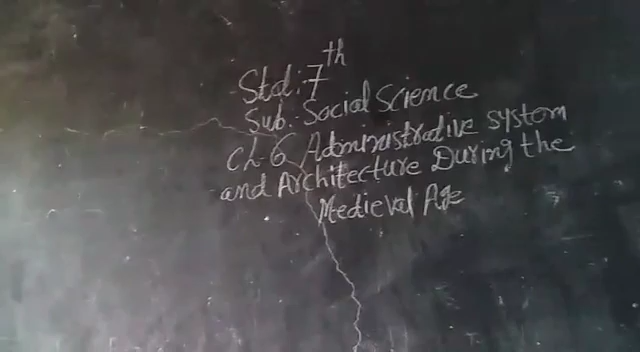 Std:- 7th
Sub:- Social Science
Ch-6 Administrative system
and Architecture During the
Medieval Age